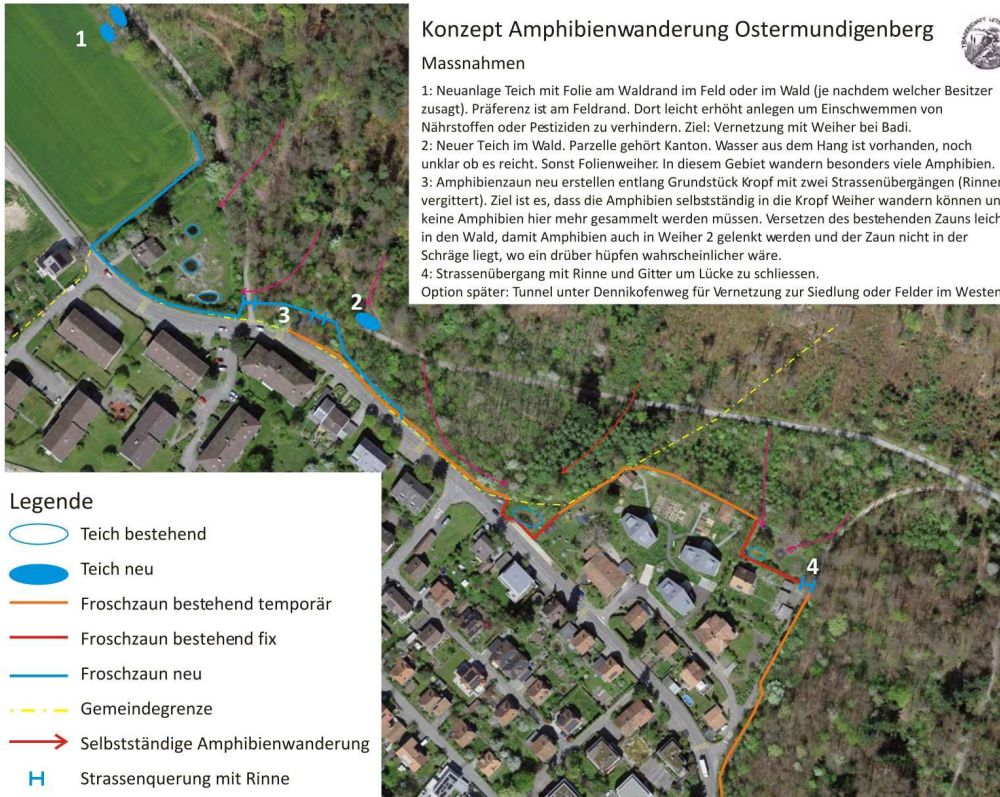 Konzept Amphibienwanderung Ostermundigenberg
Massnahmen
1: Neuanlage Teich mit Folie am Waldrand im Feld oder im Wald (je nachdem welcher Besitzer
zusagt). Präferenz ist am Feldrand. Dort leicht erhöht anlegen um Einschwemmen von
Nährstoffen oder Pestiziden zu verhindern. Ziel: Vernetzung mit Weiher bei Badi.
2: Neuer Teich im Wald. Parzelle gehört Kanton. Wasser aus dem Hang ist vorhanden, noch
unklar ob es reicht. Sonst Folienweiher. In diesem Gebiet wandern besonders viele Amphibien.
3: Amphibienzaun neu erstellen entlang Grundstück Kropf mit zwei Strassenübergängen (Rinnen
vergittert). Ziel ist es, dass die Amphibien selbstständig in die Kropf Weiher wandern können un
keine Amphibien hier mehr gesammelt werden müssen. Versetzen des bestehenden Zauns leich
in den Wald, damit Amphibien auch in Weiher 2 gelenkt werden und der Zaun nicht in der
Schräge liegt, wo ein drüber hüpfen wahrscheinlicher wäre.
4: Strassenübergang mit Rinne und Gitter um Lücke zu schliessen.
Option später: Tunnel unter Dennikofenweg für Vernetzung zur Siedlung oder Felder im Westen
1
2
3
4
Legende
Teich bestehend
Teich neu
Froschzaun bestehend temporär
Froschzaun bestehend fix
Froschzaun neu
Gemeindegrenze
Selbstständige Amphibienwanderung
Strassenquerung mit Rinne